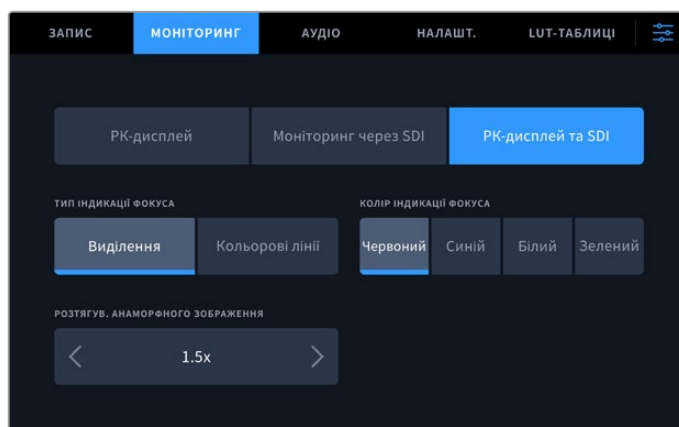 ЗАПИС МОНІТОРИНГ АУДІО НАЛАШТ. LUT-ТАБЛИЦІ
РК-дисплей Моніторинг через SDI РК-дисплей та SDI
ТИП ІНДИКАЦІЇ ФОКУСА КОЛІР ІНДИКАЦІЇ ФОКУСА
Виділення Кольорові лінії Червоний Синій Білий Зелений
РОЗТЯГУВ. АНАМОРФНОГО ЗОБРАЖЕННЯ
1.5x